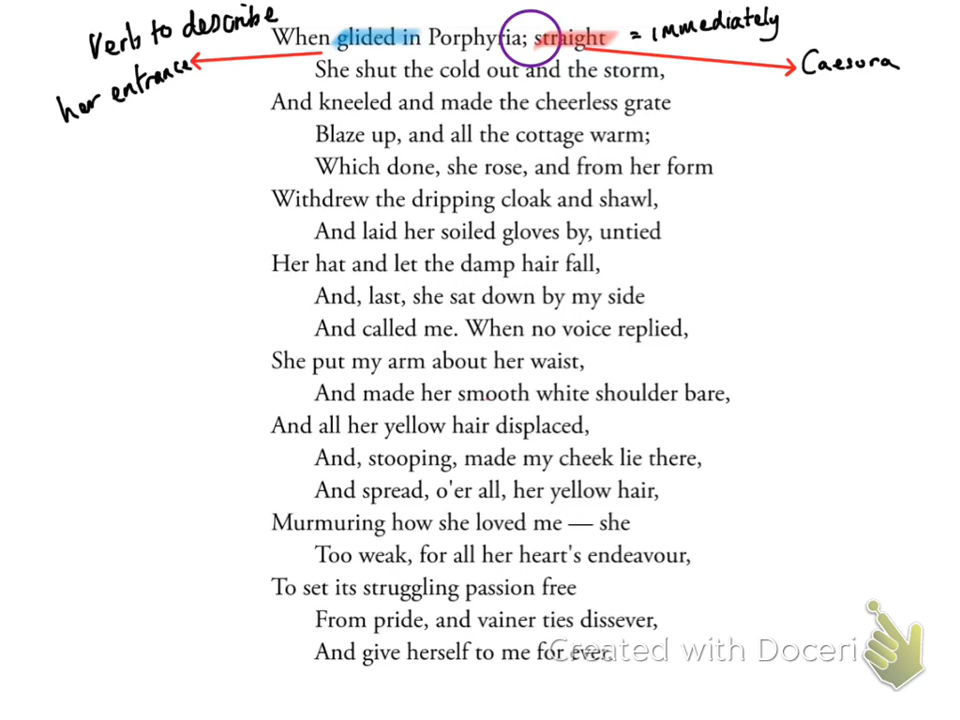 Verb to describe
her entrance
= immediately
Caesura
When glided in Porphyria; straight
She shut the cold out and the storm,
And kneeled and made the cheerless grate
Blaze up, and all the cottage warm;
Which done, she rose, and from her form
Withdrew the dripping cloak and shawl,
And laid her soiled gloves by, untied
Her hat and let the damp hair fall,
And, last, she sat down by my side
And called me. When no voice replied,
She put my arm about her waist,
And made her smooth white shoulder bare,
And all her yellow hair displaced,
And, stooping, made my cheek lie there,
And spread, o'er all, her yellow hair,
Murmuring how she loved me — she
Too weak, for all her heart's endeavour,
To set its struggling passion free
From pride, and vainer ties dissever,
And give herself to me for ever.
Created with Doceri